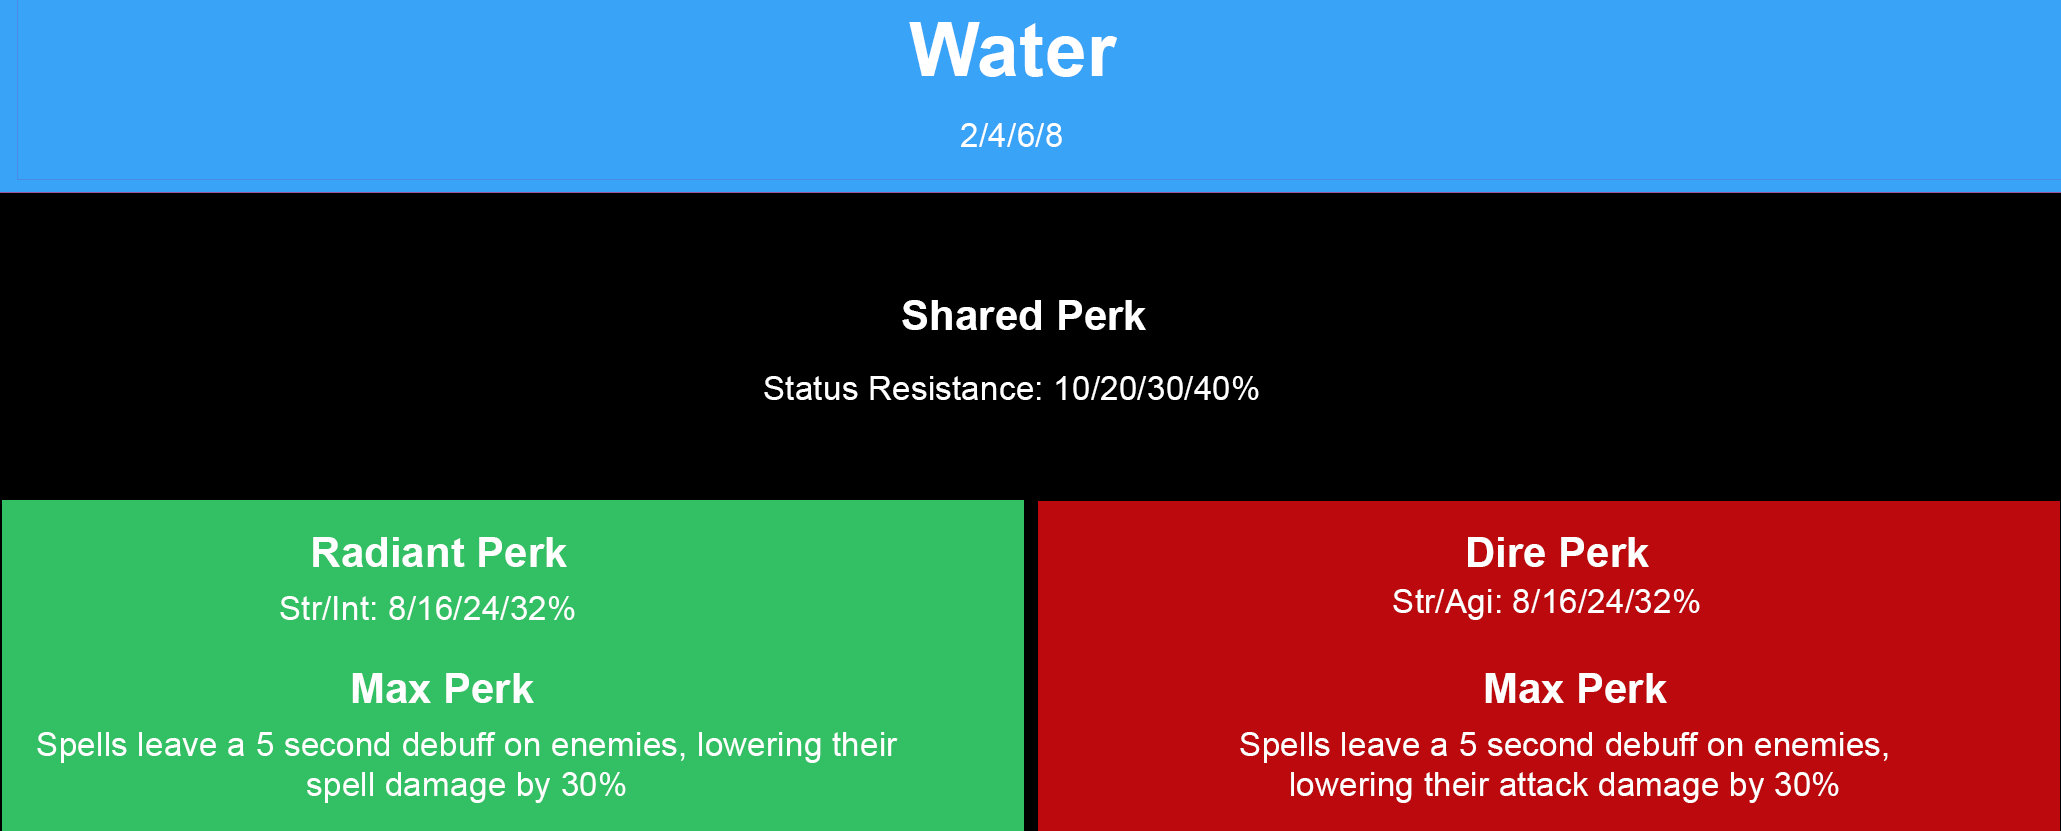 Water
2/4/6/8
Shared Perk
Status Resistance: 10/20/30/40%
Radiant Perk
Str/Int: 8/16/24/32%
Max Perk
Spells leave a 5 second debuff on enemies, lowering their
spell damage by 30%
Dire Perk
Str/Agi: 8/16/24/32%
Max Perk
Spells leave a 5 second debuff on enemies,
lowering their attack damage by 30%